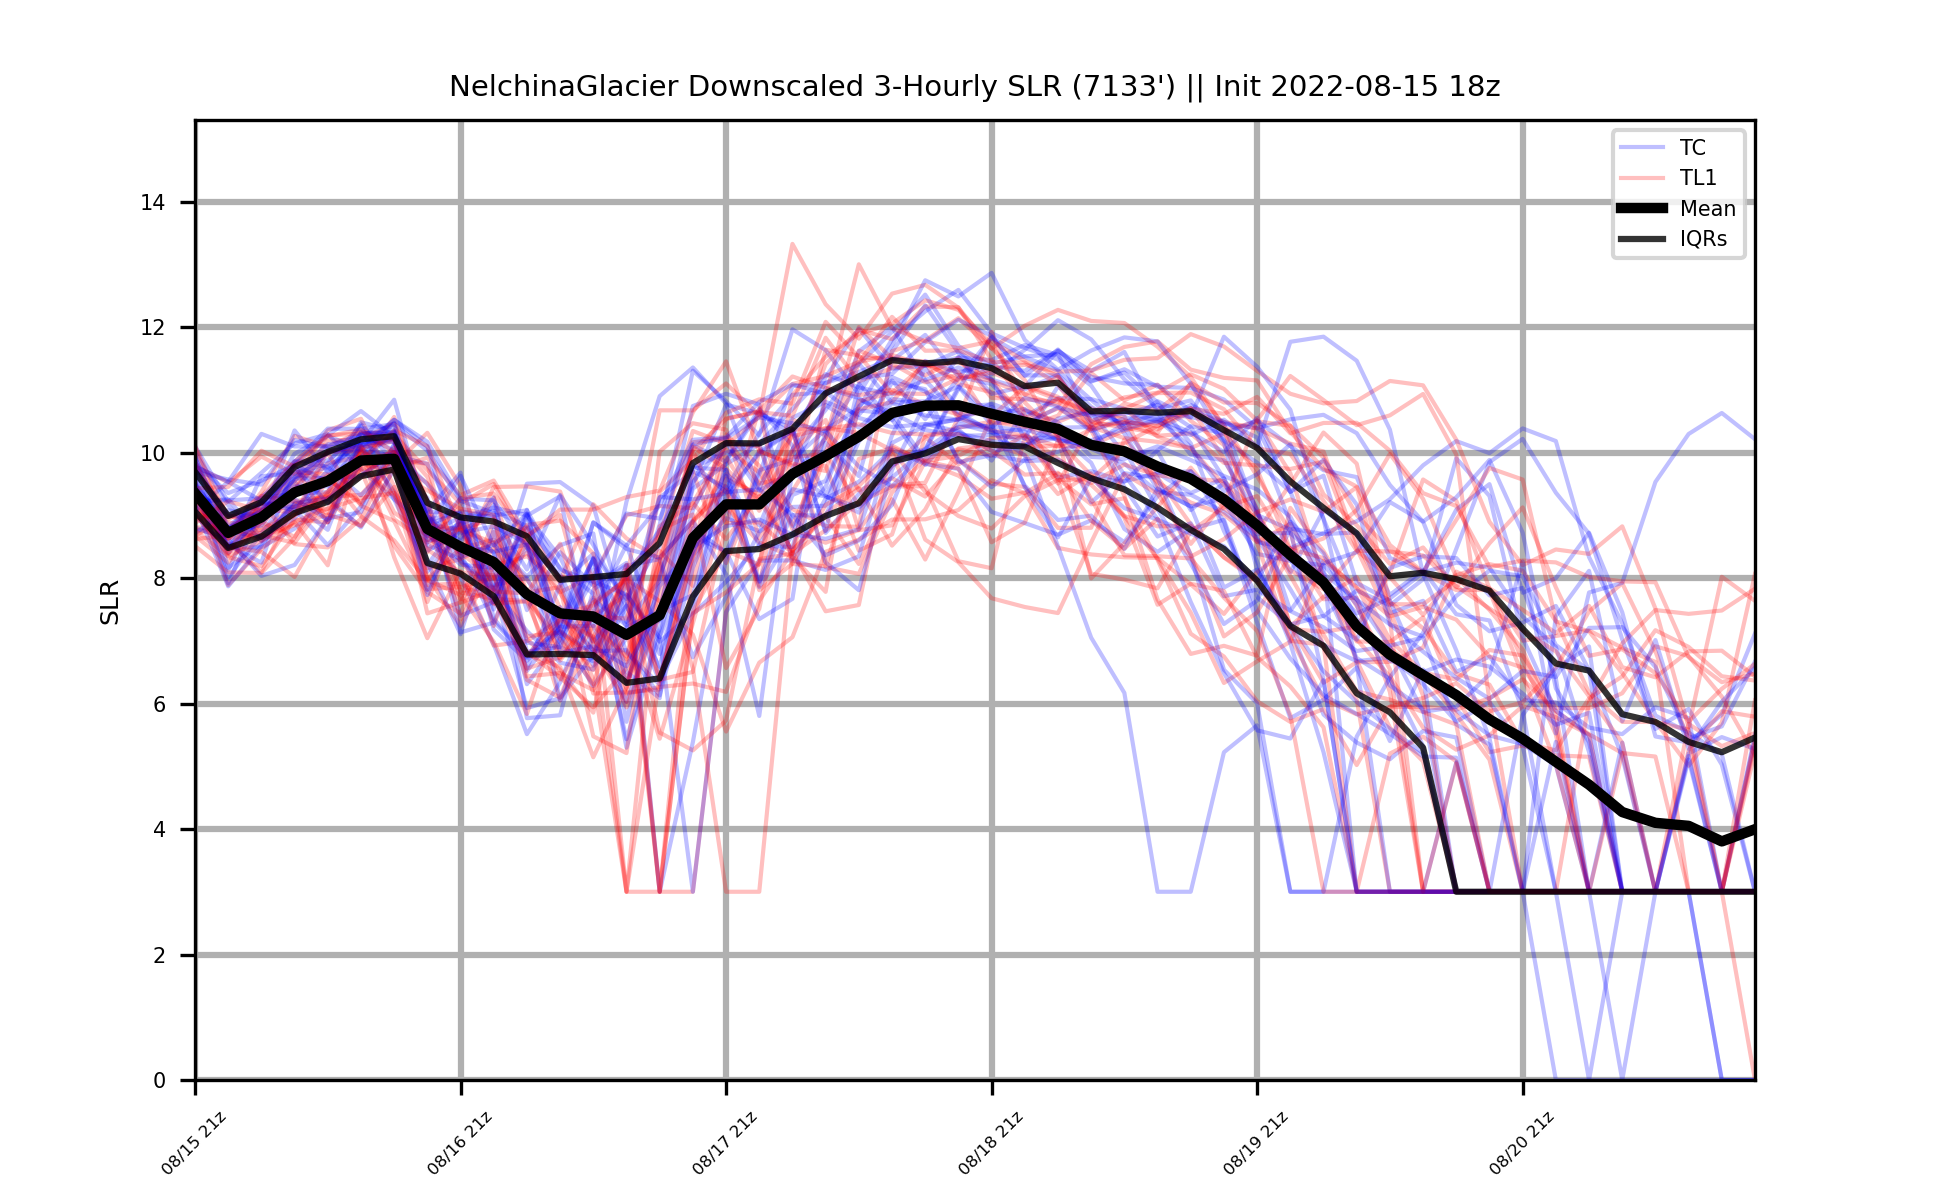 NelchinaGlacier Downscaled 3-Hourly SLR (7133') || Init 2022-08-15 18z
TC
TL1
Mean
IQRs
14
12
10
8
6
4
2
0
SLR
08/15 21z
08/16 21z
08/17 21z
08/18 21z
08/19 21z
08/20 21z